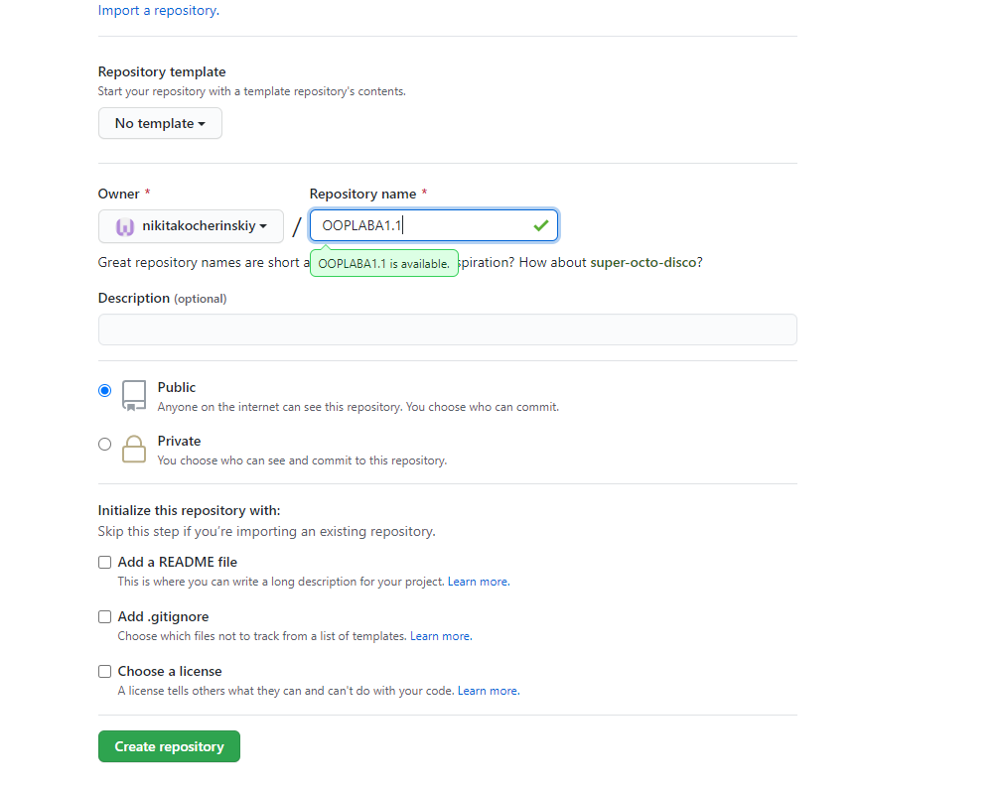 Import a repository.
Repository template
Start your repository with a template repository's contents.
No template
Owner * Repository name *
nikitakocherinskiy / OOPLABA1.1
Great repository names are short a
OOPLABA1.1 is available.
spiration? How about super-octo-disco?
Description (optional)
Public
Anyone on the internet can see this repository. You choose who can commit.
Private
You choose who can see and commit to this repository.
Initialize this repository with:
Skip this step if you're importing an existing repository.
Add a README file
This is where you can write a long description for your project. Learn more.
Add .gitignore
Choose which files not to track from a list of templates. Learn more.
Choose a license
A license tells others what they can and can't do with your code. Learn more.
Create repository